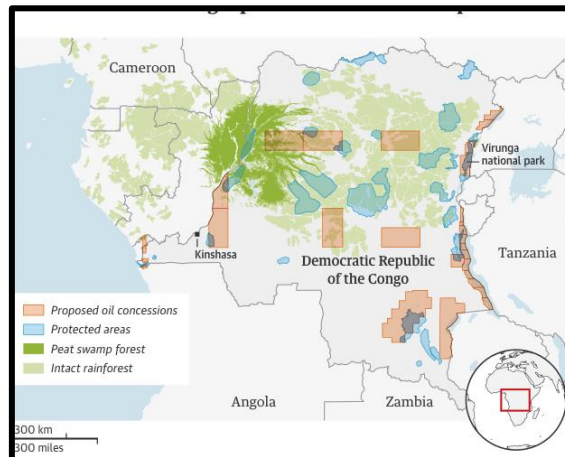 Cameroon
Virunga
national park
Kinshasa
Democratic Republic
of the Congo
Tanzania
Proposed oil concessions
Protected areas
Peat swamp forest
Intact rainforest
Angola
Zambia
300 km
300 miles